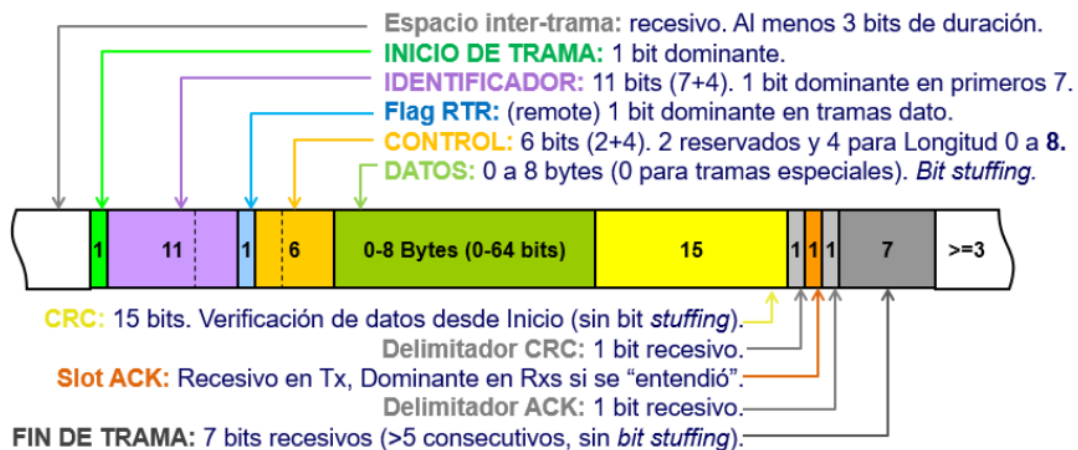 Espacio inter-trama: recesivo. Al menos 3 bits de duración.
INICIO DE TRAMA: 1 bit dominante.
IDENTIFICADOR: 11 bits (7+4). 1 bit dominante en primeros 7.
Flag RTR: (remote) 1 bit dominante en tramas dato.
CONTROL: 6 bits (2+4). 2 reservados y 4 para Longitud 0 a 8.
DATOS: 0 a 8 bytes (0 para tramas especiales). Bit stuffing.
1 11 1 6 0-8 Bytes (0-64 bits) 15 1 1 1 7 >=3
CRC: 15 bits. Verificación de datos desde Inicio (sin bit stuffing).
Delimitador CRC: 1 bit recesivo.
Slot ACK: Recesivo en Tx, Dominante en Rxs si se “entendió”.
Delimitador ACK: 1 bit recesivo.
FIN DE TRAMA: 7 bits recesivos (>5 consecutivos, sin bit stuffing).